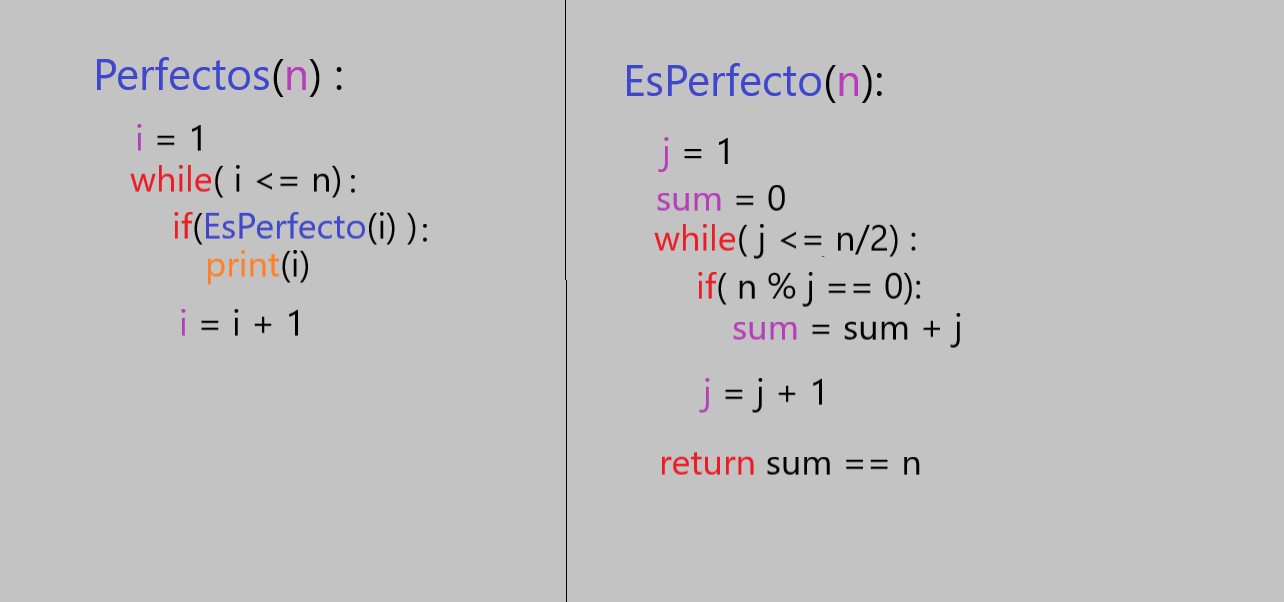 Perfectos(n) :
i = 1
while( i <= n) :
if(EsPerfecto(i) ):
print(i)
i = i + 1
EsPerfecto(n):
j = 1
sum = 0
while( j <= n/2) :
if( n % j == 0):
sum = sum + j
j = j + 1
return sum == n